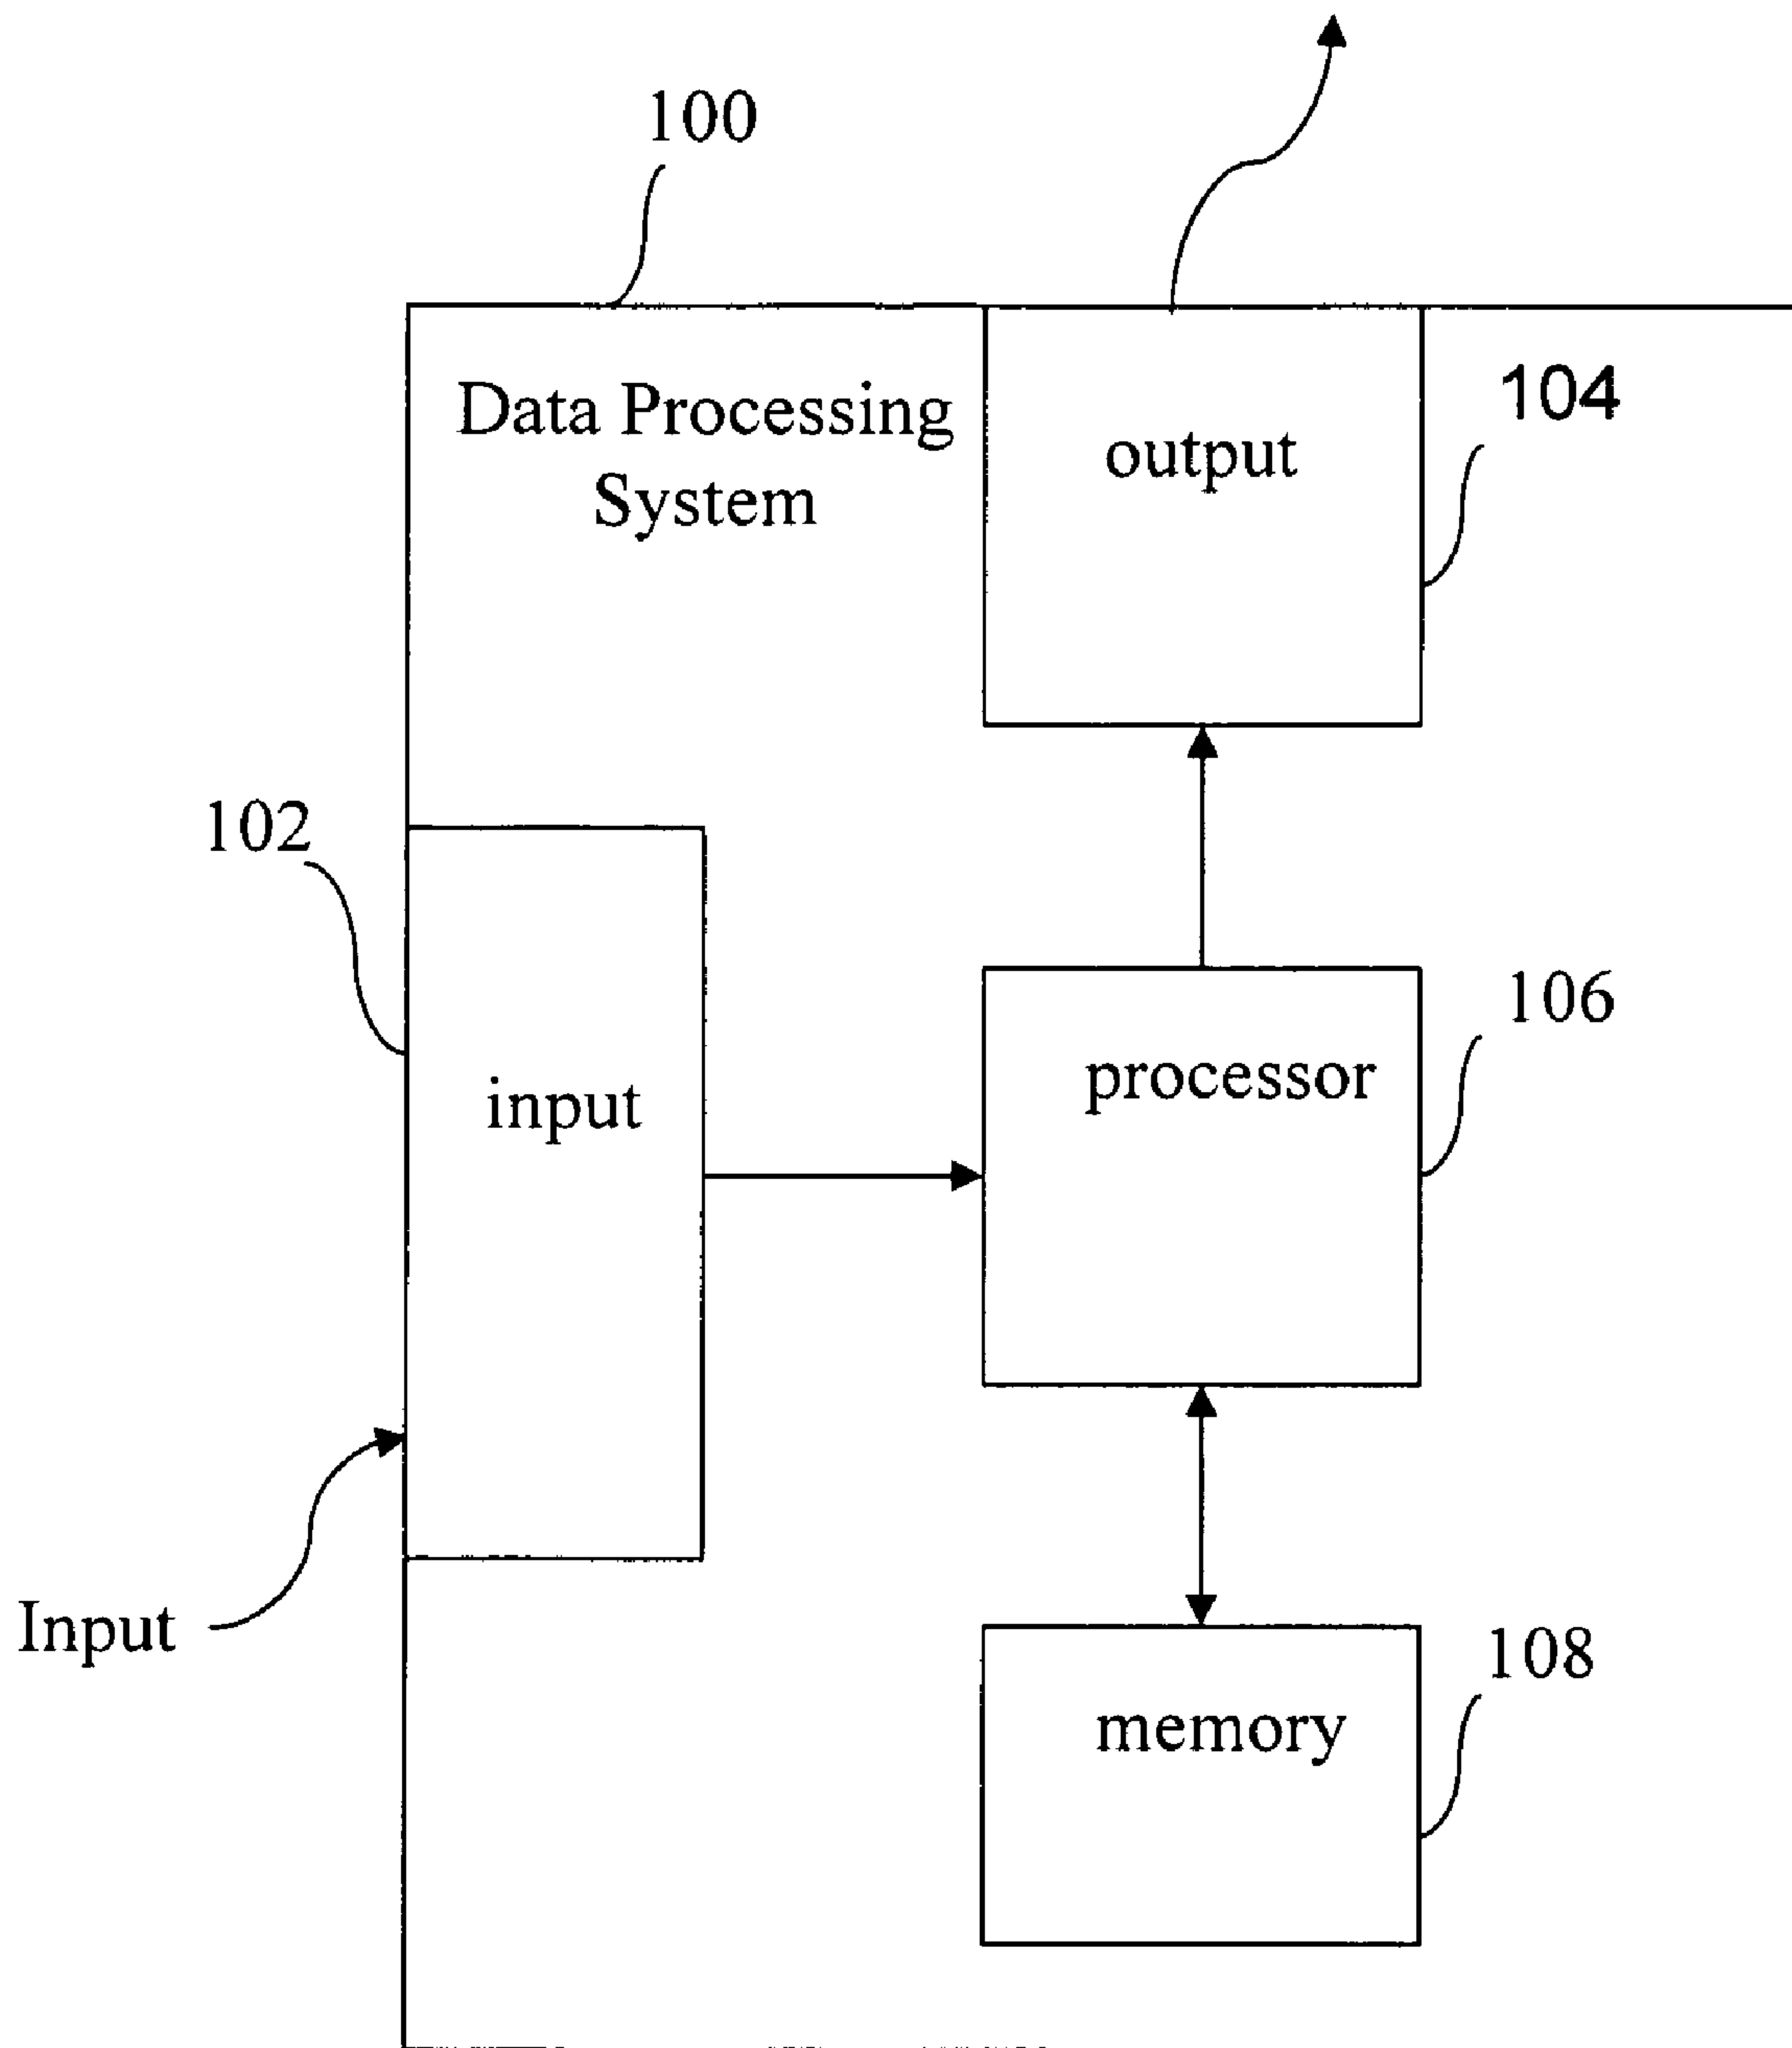 100
Data Processing
System
output
104
102
input
processor
106
Input
memory
108